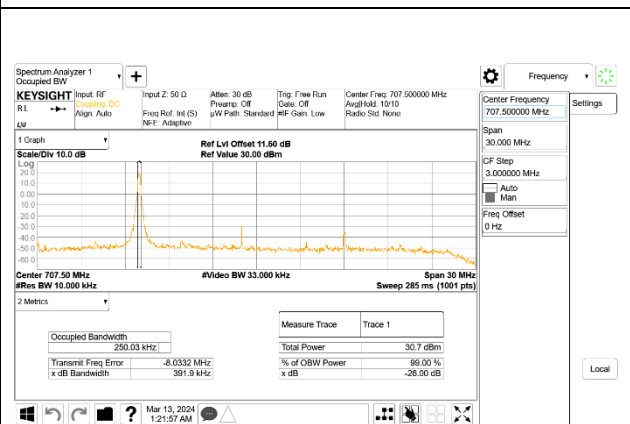 Spectrum Analyzer 1
Occupied BW
Frequency
KEYSIGHT
Input: RF
Coupling: DC
Align: Auto
Input Z: 50 Ω
Freq Ref: Int (S)
NFE: Adaptive
Atten: 30 dB
Preamp: Off
µW Path: Standard
Trig: Free Run
Gate: Off
#IF Gain: Low
Center Freq: 707.500000 MHz
Avg|Hold: 10/10
Radio Std: None
RL
Center Frequency
707.500000 MHz
Settings
Span
30.000 MHz
CF Step
3.000000 MHz
Auto
Man
Freq Offset
0 Hz
1 Graph
Scale/Div 10.0 dB
Ref Lvl Offset 11.60 dB
Ref Value 30.00 dBm
Log
20.0
10.0
0.00
-10.0
-20.0
-30.0
-40.0
-50.0
-60.0
Center 707.50 MHz
#Video BW 33.000 kHz
Span 30 MHz
#Res BW 10.000 kHz
Sweep 285 ms (1001 pts)
2 Metrics
Occupied Bandwidth
250.03 kHz
Transmit Freq Error -8.0332 MHz
x dB Bandwidth 391.9 kHz
Measure Trace Trace 1
Total Power 30.7 dBm
% of OBW Power 99.00 %
x dB -26.00 dB
Local
?
Mar 13, 2024
1:21:57 AM